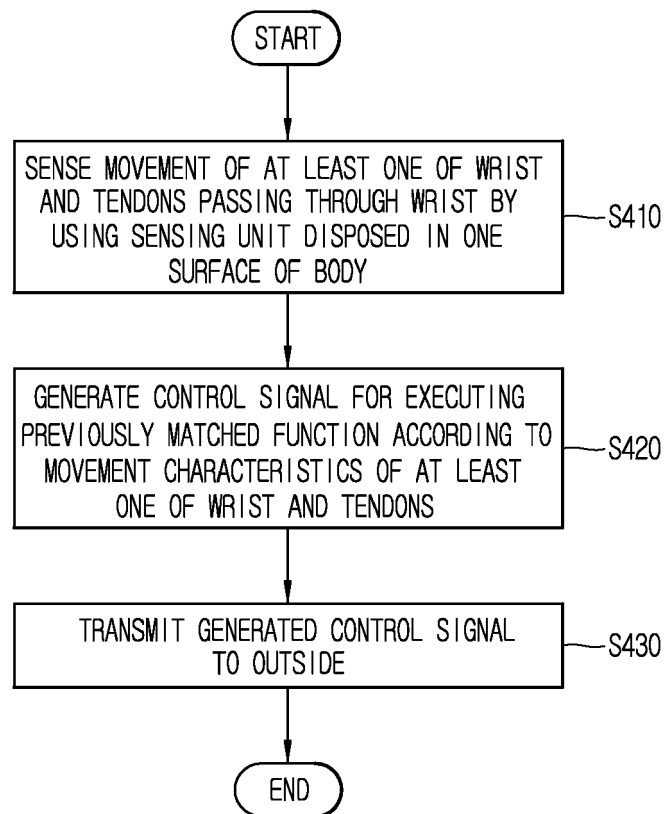 START
SENSE MOVEMENT OF AT LEAST ONE OF WRIST
AND TENDONS PASSING THROUGH WRIST BY
USING SENSING UNIT DISPOSED IN ONE
SURFACE OF BODY
S410
GENERATE CONTROL SIGNAL FOR EXECUTING
PREVIOUSLY MATCHED FUNCTION ACCORDING TO
MOVEMENT CHARACTERISTICS OF AT LEAST
ONE OF WRIST AND TENDONS
S420
TRANSMIT GENERATED CONTROL SIGNAL
TO OUTSIDE
S430
END